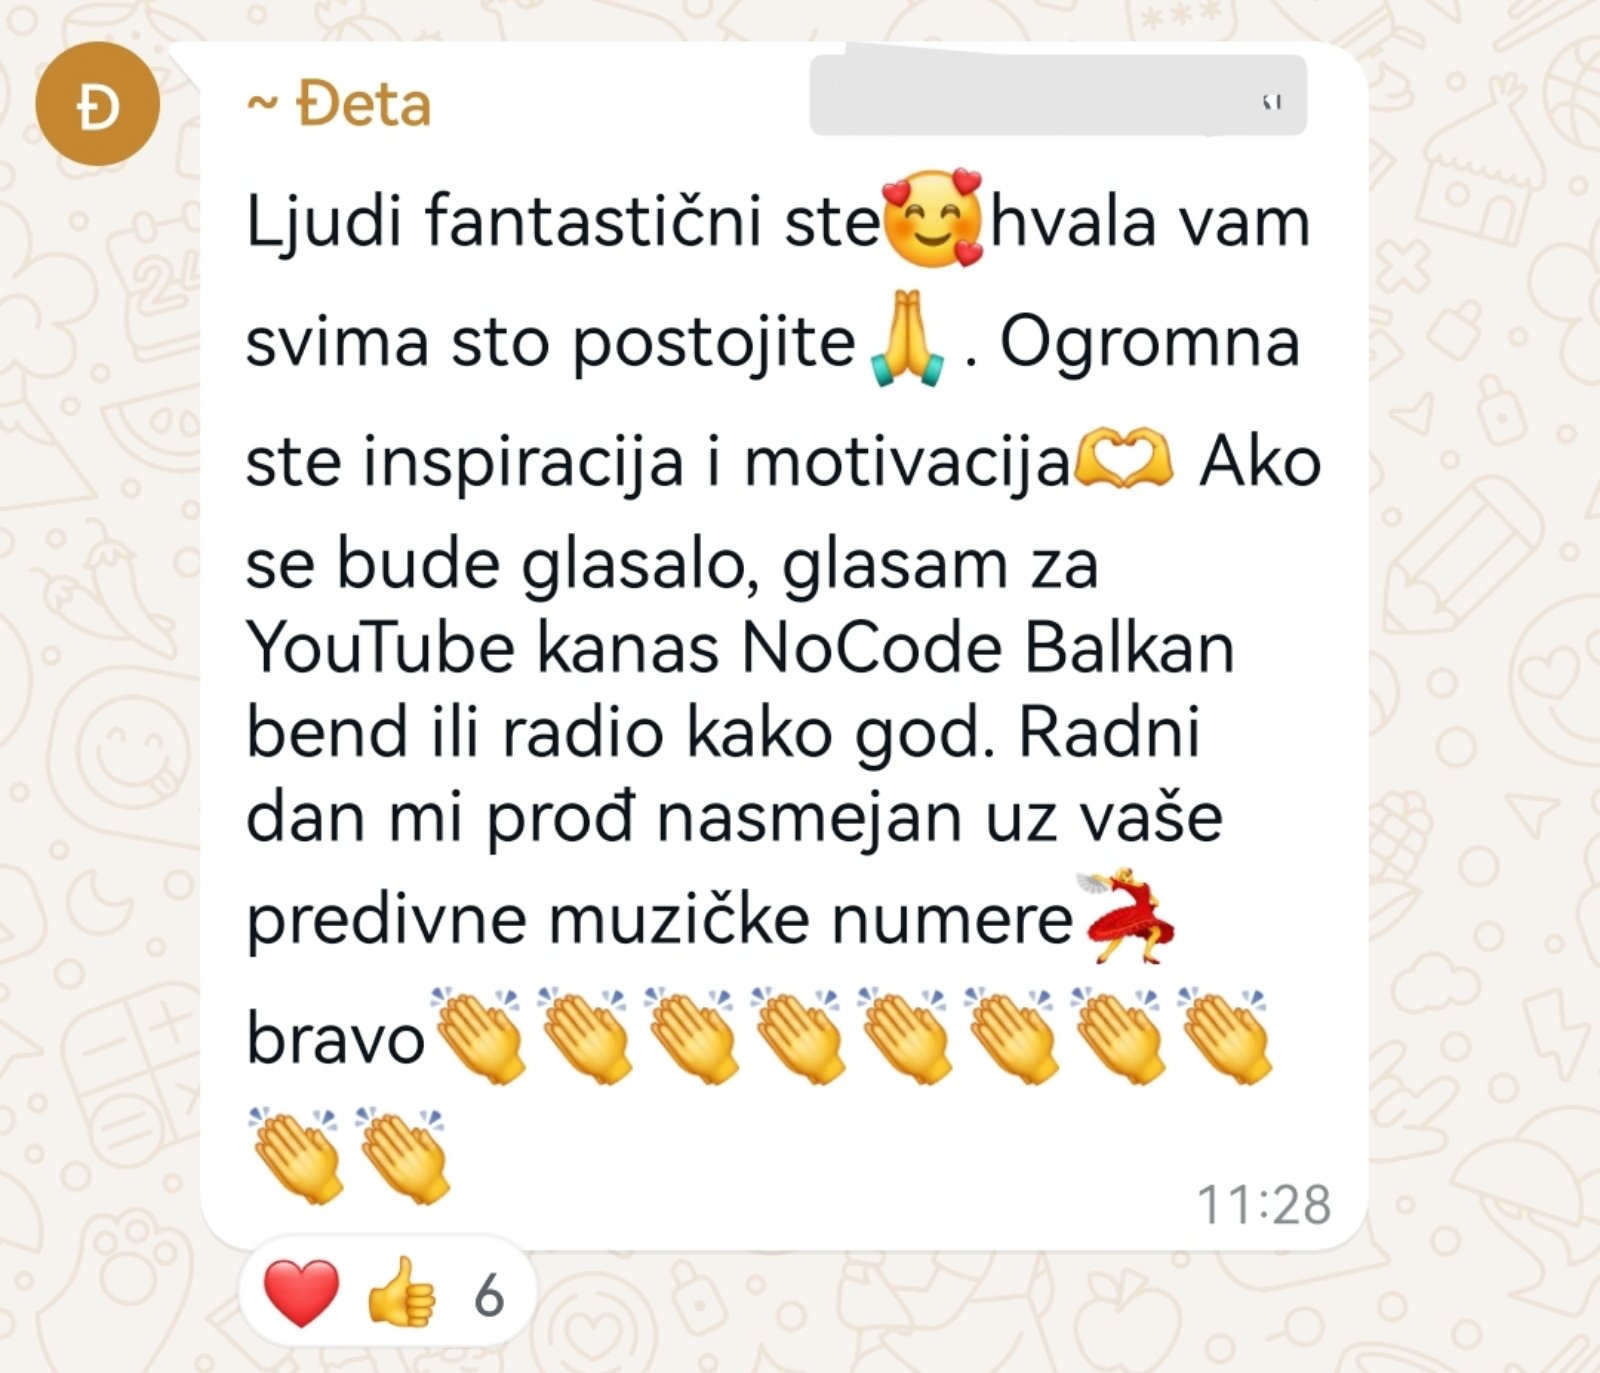 Đ
~ Đeta
Ljudi fantastični ste🥰hvala vam
svima sto postojite🙏. Ogromna
ste inspiracija i motivacija🫶 Ako
se bude glasalo, glasam za
YouTube kanas NoCode Balkan
bend ili radio kako god. Radni
dan mi prođ nasmejan uz vaše
predivne muzičke numere💃
bravo👏👏👏👏👏👏👏👏
👏👏
11:28
❤️👍 6